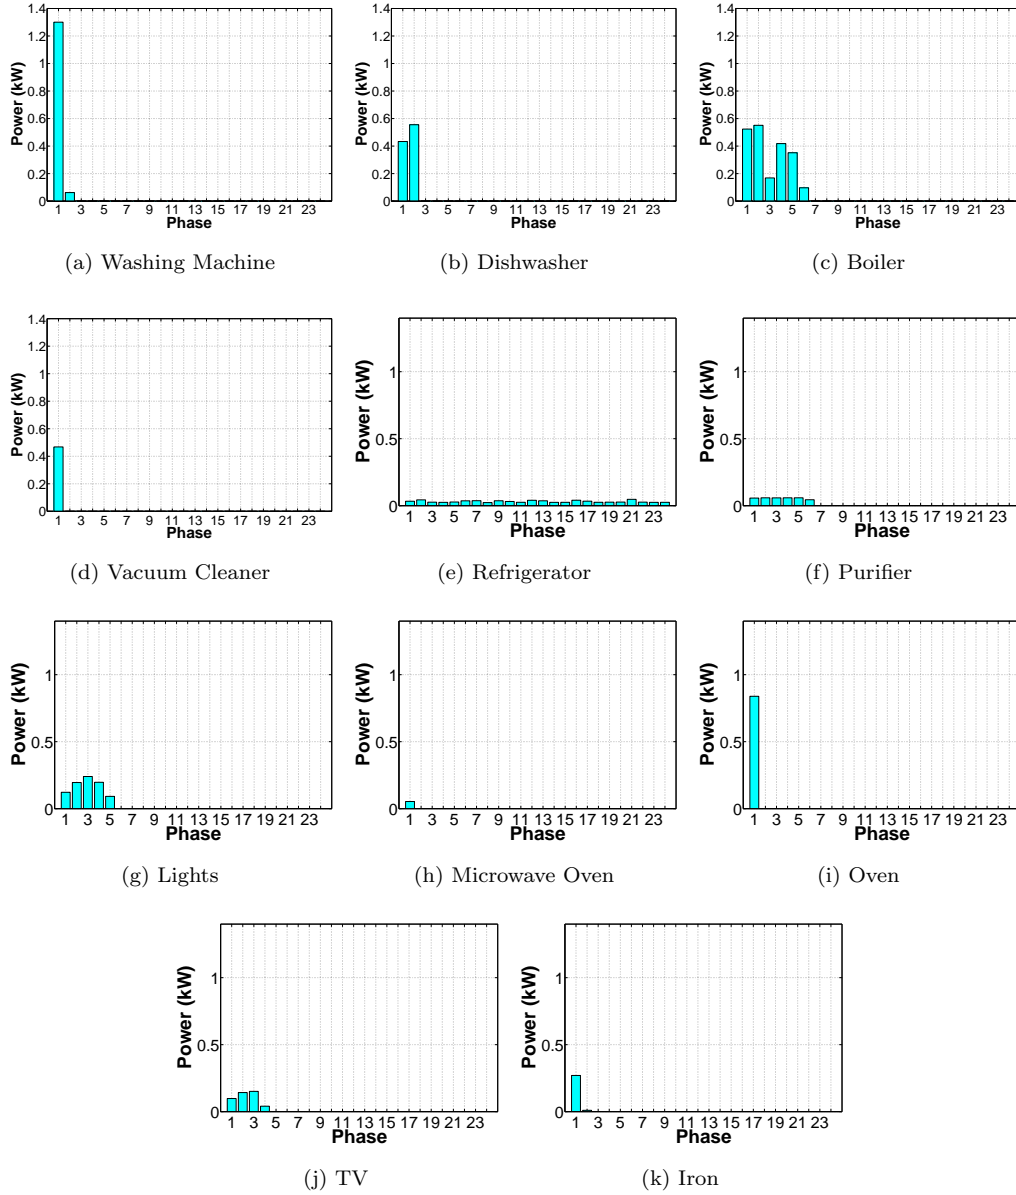 Power (kW)
1.4
1.2
1
0.8
0.6
0.4
0.2
0
1 3 5 7 9 11 13 15 17 19 21 23
Phase
(a) Washing Machine
Power (kW)
1.4
1.2
1
0.8
0.6
0.4
0.2
0
1 3 5 7 9 11 13 15 17 19 21 23
Phase
(b) Dishwasher
Power (kW)
1.4
1.2
1
0.8
0.6
0.4
0.2
0
1 3 5 7 9 11 13 15 17 19 21 23
Phase
(c) Boiler
Power (kW)
1.4
1.2
1
0.8
0.6
0.4
0.2
0
1 3 5 7 9 11 13 15 17 19 21 23
Phase
(d) Vacuum Cleaner
Power (kW)
1
0.5
0
1 3 5 7 9 11 13 15 17 19 21 23
Phase
(e) Refrigerator
Power (kW)
1
0.5
0
1 3 5 7 9 11 13 15 17 19 21 23
Phase
(f) Purifier
Power (kW)
1
0.5
0
1 3 5 7 9 11 13 15 17 19 21 23
Phase
(g) Lights
Power (kW)
1
0.5
0
1 3 5 7 9 11 13 15 17 19 21 23
Phase
(h) Microwave Oven
Power (kW)
1
0.5
0
1 3 5 7 9 11 13 15 17 19 21 23
Phase
(i) Oven
Power (kW)
1
0.5
0
1 3 5 7 9 11 13 15 17 19 21 23
Phase
(j) TV
Power (kW)
1
0.5
0
1 3 5 7 9 11 13 15 17 19 21 23
Phase
(k) Iron